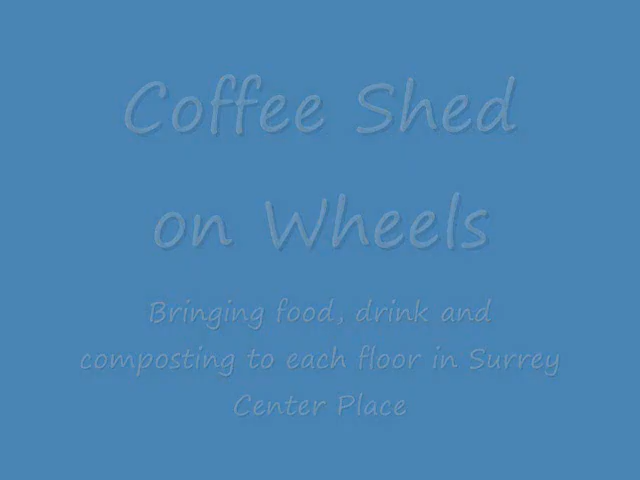 Coffee Shed
on Wheels
Bringing food, drink and
composting to each floor in Surrey
Center Place